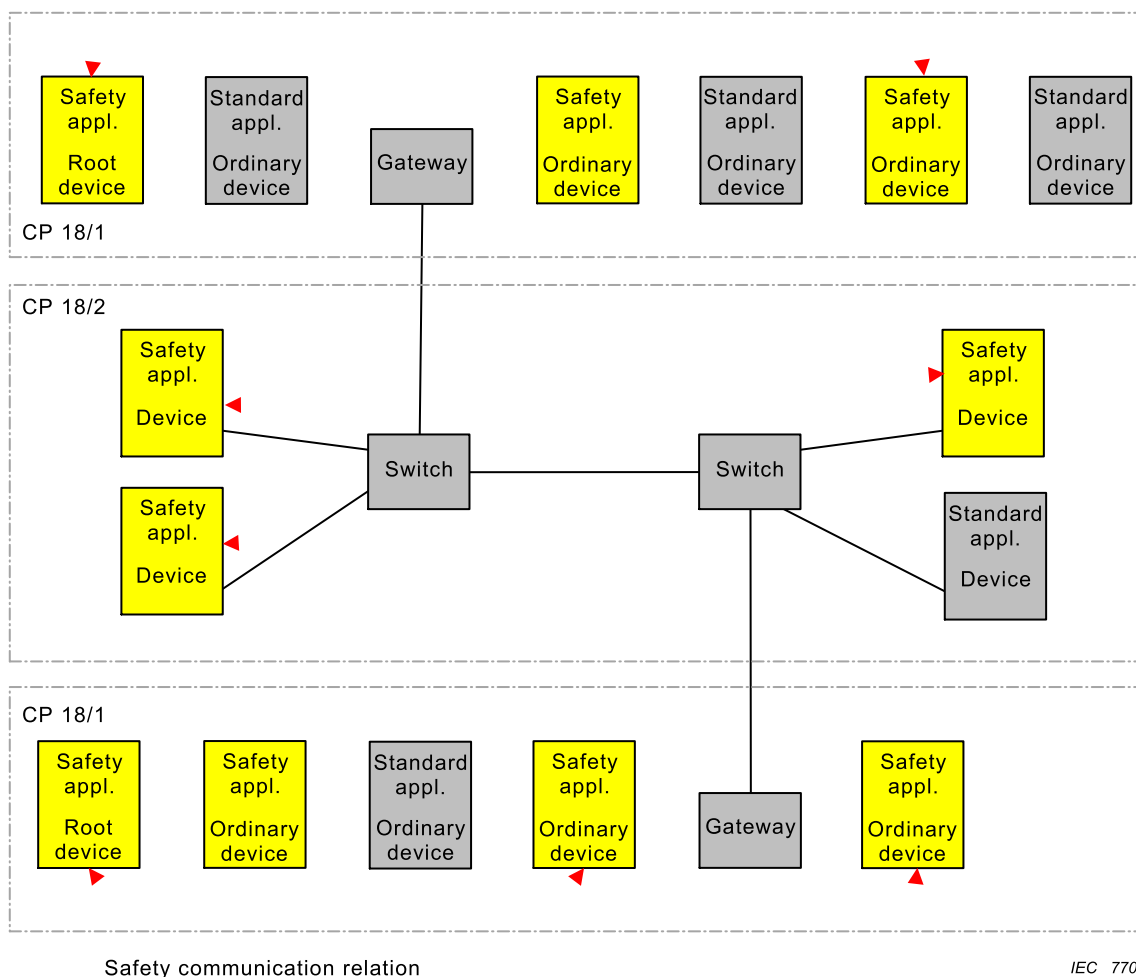 Safety
appl.
Root
device
Standard
appl.
Ordinary
device
Gateway
Safety
appl.
Ordinary
device
Standard
appl.
Ordinary
device
Safety
appl.
Ordinary
device
Standard
appl.
Ordinary
device
CP 18/1
CP 18/2
Safety
appl.
Device
Safety
appl.
Device
Switch
Switch
Safety
appl.
Device
Standard
appl.
Device
CP 18/1
Safety
appl.
Root
device
Safety
appl.
Ordinary
device
Standard
appl.
Ordinary
device
Safety
appl.
Ordinary
device
Gateway
Safety
appl.
Ordinary
device
Safety communication relation
IEC 770